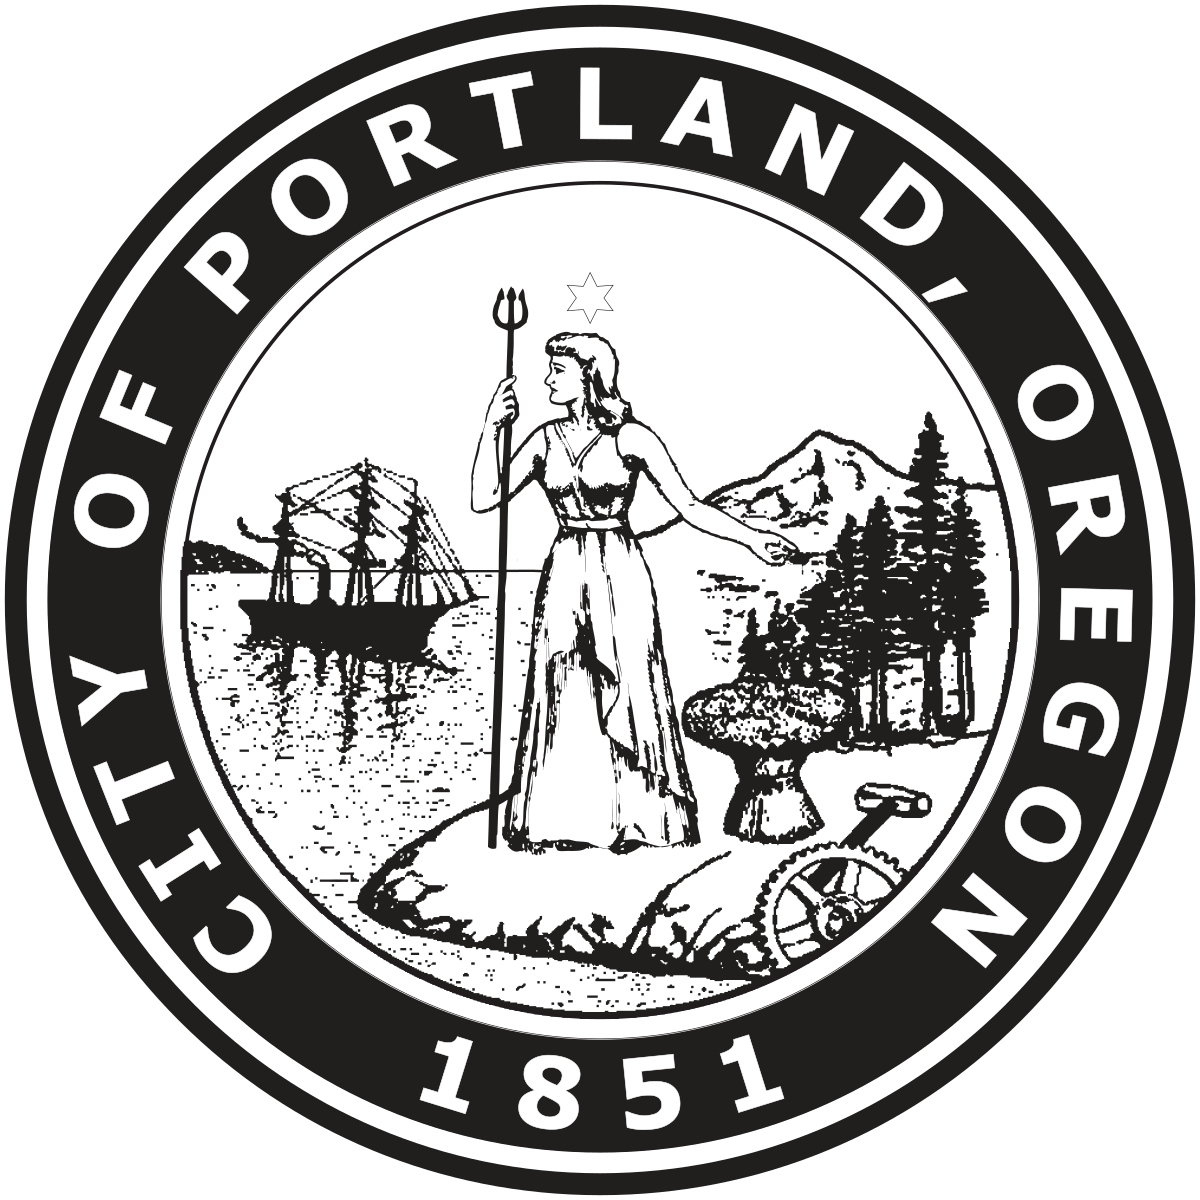 CITY OF PORTLAND, OREGON
1851